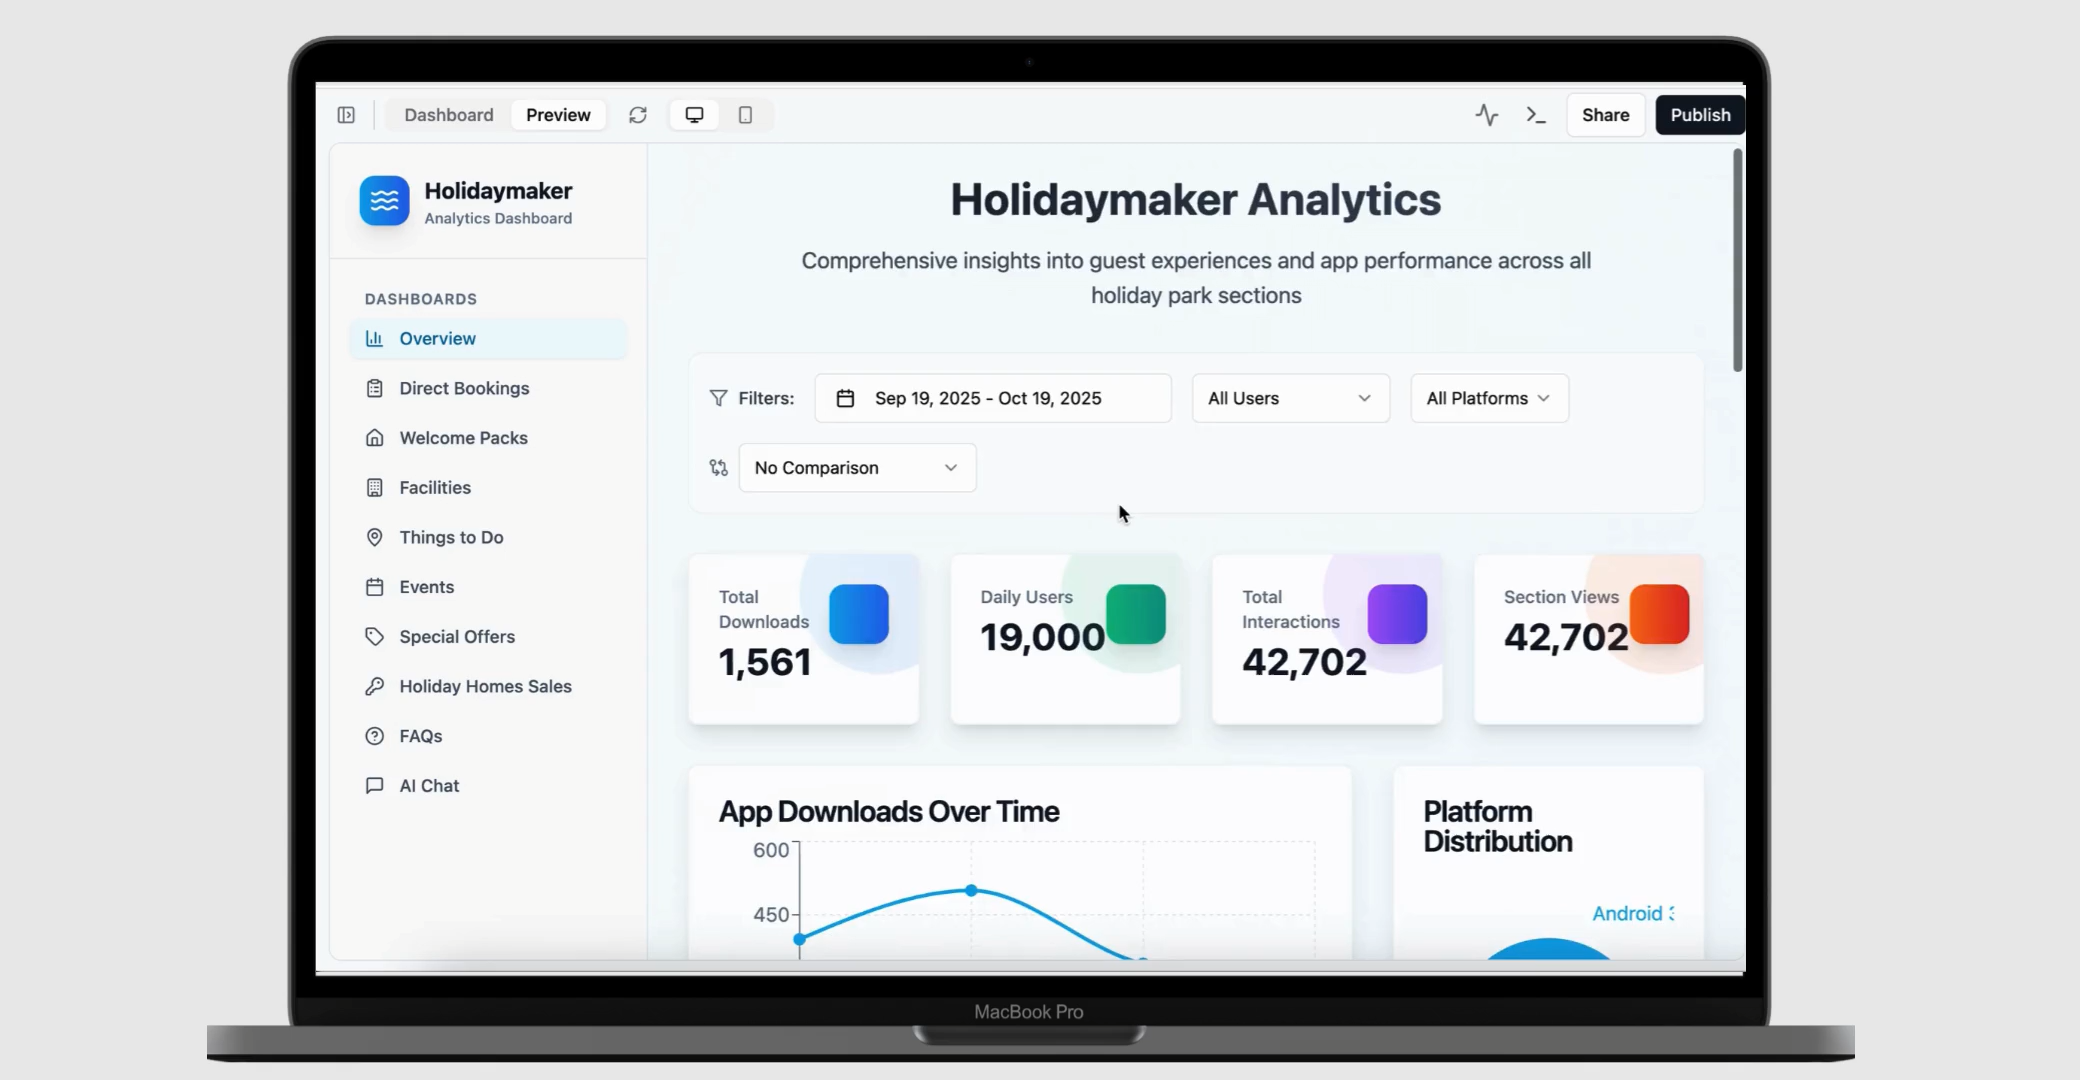 Dashboard
Preview
Share
Publish
Holidaymaker
Analytics Dashboard
DASHBOARDS
Overview
Direct Bookings
Welcome Packs
Facilities
Things to Do
Events
Special Offers
Holiday Homes Sales
FAQs
AI Chat
Holidaymaker Analytics
Comprehensive insights into guest experiences and app performance across all
holiday park sections
Filters:
Sep 19, 2025 - Oct 19, 2025
All Users
All Platforms
No Comparison
Total
Downloads
1,561
Daily Users
19,000
Total
Interactions
42,702
Section Views
42,702
App Downloads Over Time
600
450
Platform
Distribution
Android
MacBook Pro